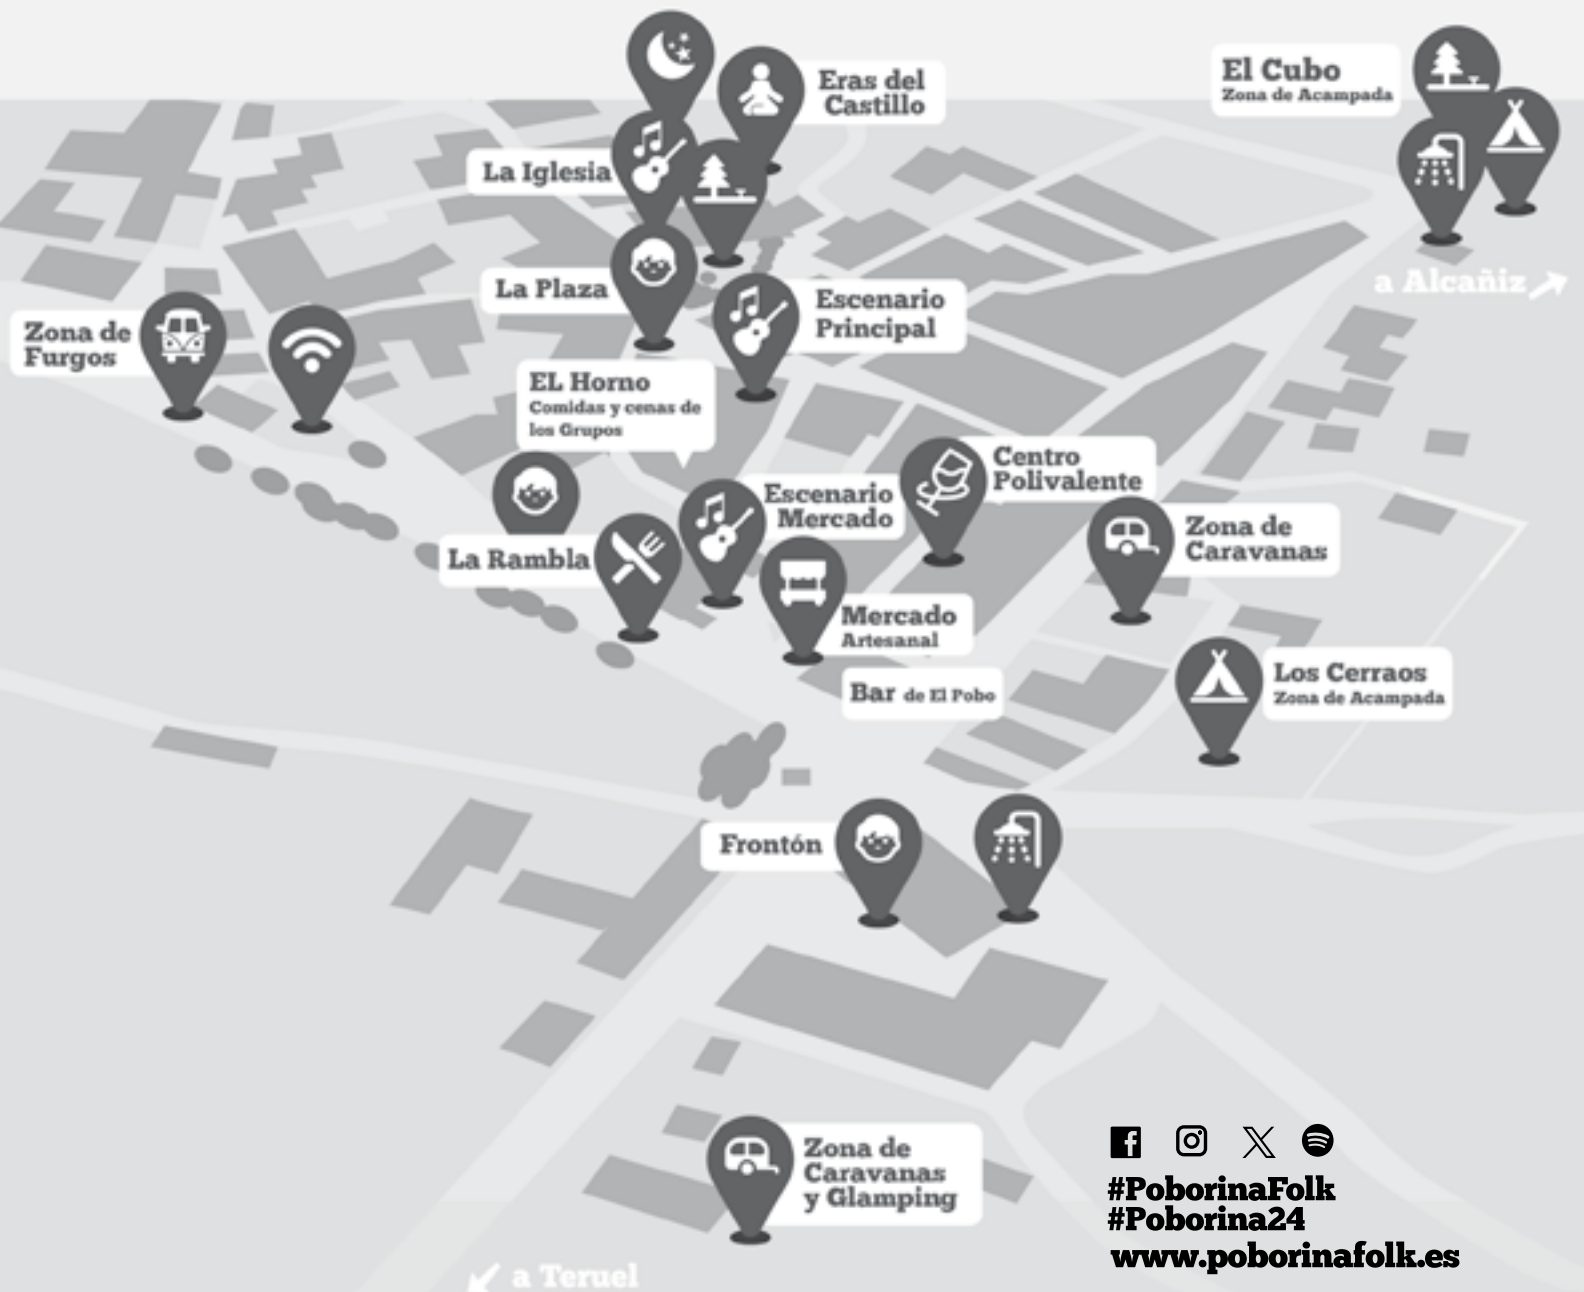 Eras del
Castillo
El Cubo
Zona de Acampada
La Iglesia
a Alcañiz
La Plaza
Escenario
Principal
Zona de
Furgos
EL Horno
Comidas y cenas de
los Grupos
Centro
Polivalente
Escenario
Mercado
Zona de
Caravanas
La Rambla
Mercado
Artesanal
Bar de El Pobo
Los Cerraos
Zona de Acampada
Frontón
Zona de
Caravanas
y Glamping
#PoborinaFolk
#Poborina24
www.poborinafolk.es
a Teruel